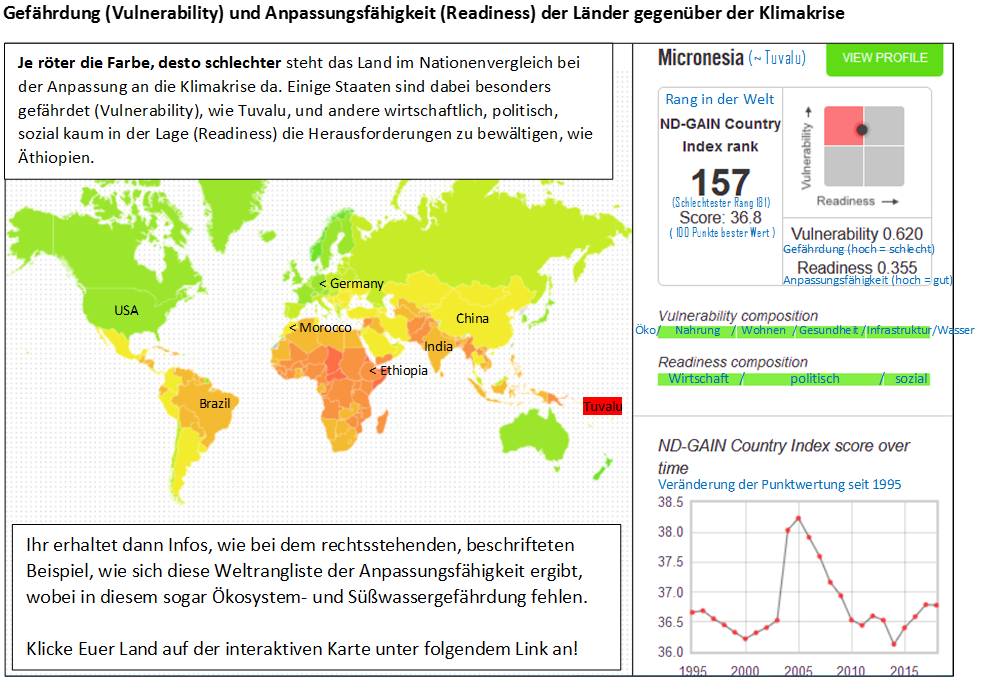 Gefährdung (Vulnerability) und Anpassungsfähigkeit (Readiness) der Länder gegenüber der Klimakrise
Je röter die Farbe, desto schlechter steht das Land im Nationenvergleich bei
der Anpassung an die Klimakrise da. Einige Staaten sind dabei besonders
gefährdet (Vulnerability), wie Tuvalu, und andere wirtschaftlich, politisch,
sozial kaum in der Lage (Readiness) die Herausforderungen zu bewältigen, wie
Äthiopien.
USA
< Germany
< Morocco
China
India
< Ethiopia
Brazil
Tuvalu
Ihr erhaltet dann Infos, wie bei dem rechtsstehenden, beschrifteten
Beispiel, wie sich diese Weltrangliste der Anpassungsfähigkeit ergibt,
wobei in diesem sogar Ökosystem- und Süßwassergefährdung fehlen.
Klicke Euer Land auf der interaktiven Karte unter folgendem Link an!
Micronesia (~ Tuvalu)
VIEW PROFILE
Rang in der Welt
ND-GAIN Country
Index rank
157
(Schlechtester Rang 181)
Score: 36.8
( 100 Punkte bester Wert )
Vulnerability
Readiness
Vulnerability 0.620
Gefährdung (hoch = schlecht)
Readiness 0.355
Anpassungsfähigkeit (hoch = gut)
Vulnerability composition
Öko/ Nahrung / Wohnen / Gesundheit / Infrastruktur/Wasser
Readiness composition
Wirtschaft / politisch / sozial
ND-GAIN Country Index score over
time
Veränderung der Punktwertung seit 1995
38.5
38.0
37.5
37.0
36.5
36.0
1995 2000 2005 2010 2015